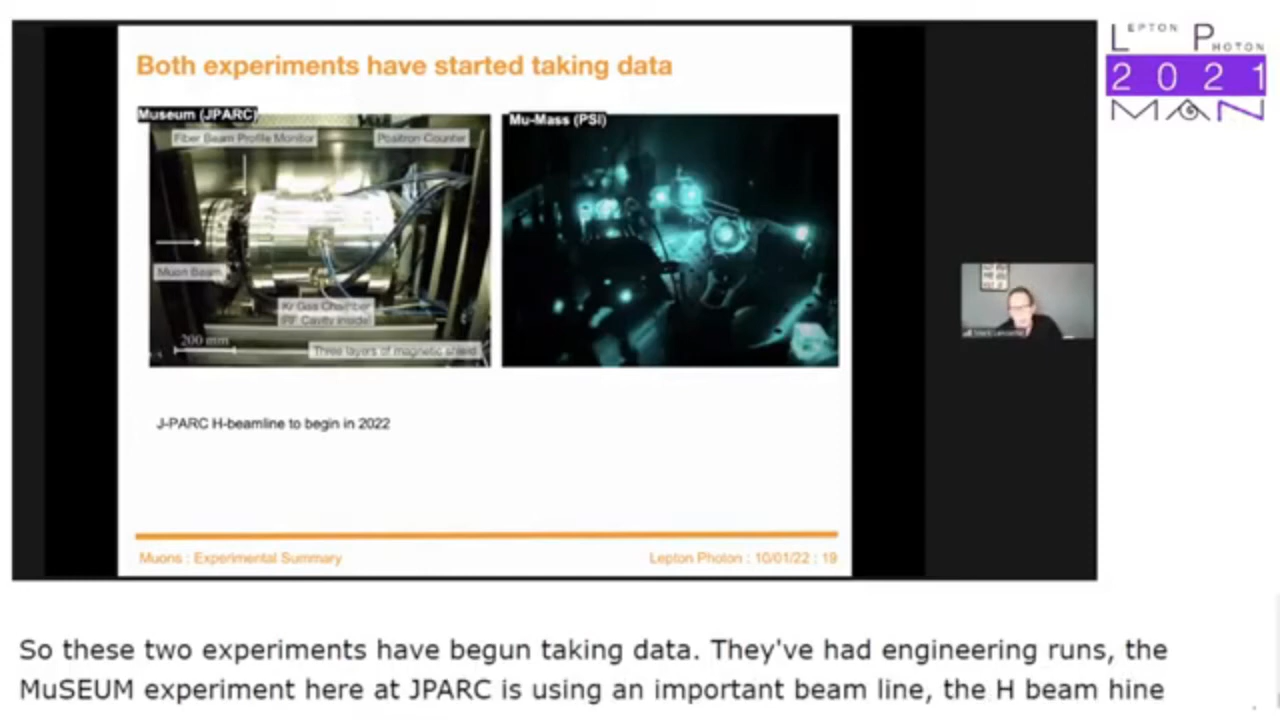 Both experiments have started taking data
Museum (JPARC)
Fiber Beam Profile Monitor
Positron Counter
Muon Beam
Kr Gas Chamber
(RF Cavity inside)
200 mm
Three layers of magnetic shield
Mu-Mass (PSI)
J-PARC H-beamline to begin in 2022
Muons : Experimental Summary
Lepton Photon : 10/01/22 : 19
LEPTON PHOTON
2021
MAN
So these two experiments have begun taking data. They've had engineering runs, the
MuSEUM experiment here at JPARC is using an important beam line, the H beam hine